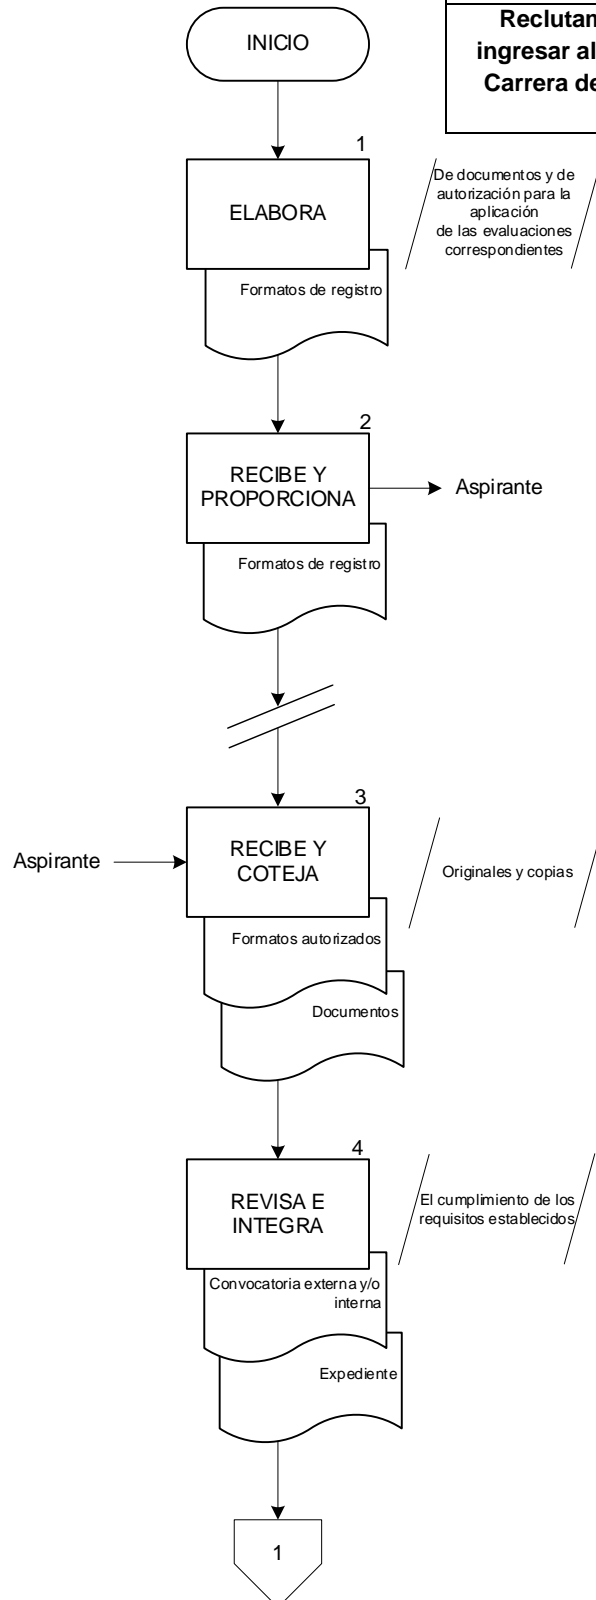 INICIO
Reclutam
ingresar al
Carrera de
1
ELABORA
De documentos y de
autorización para la
aplicación
de las evaluaciones
correspondientes
Formatos de registro
2
RECIBE Y
PROPORCIONA
Aspirante
Formatos de registro
3
Aspirante
RECIBE Y
COTEJA
Originales y copias
Formatos autorizados
Documentos
4
REVISA E
INTEGRA
El cumplimiento de los
requisitos establecidos
Convocatoria externa y/o
interna
Expediente
1